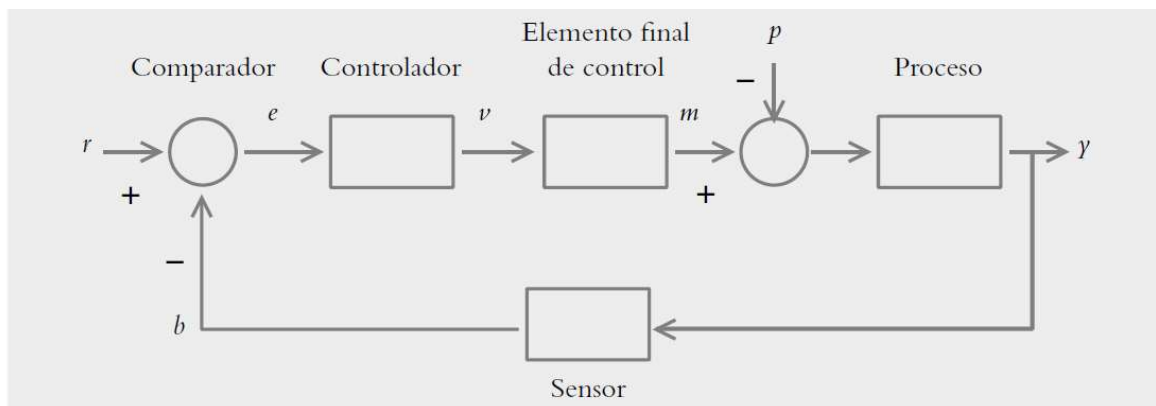 Elemento final
de control
p
Comparador
Controlador
Proceso
−
e
v
m
r
γ
+
+
−
b
Sensor